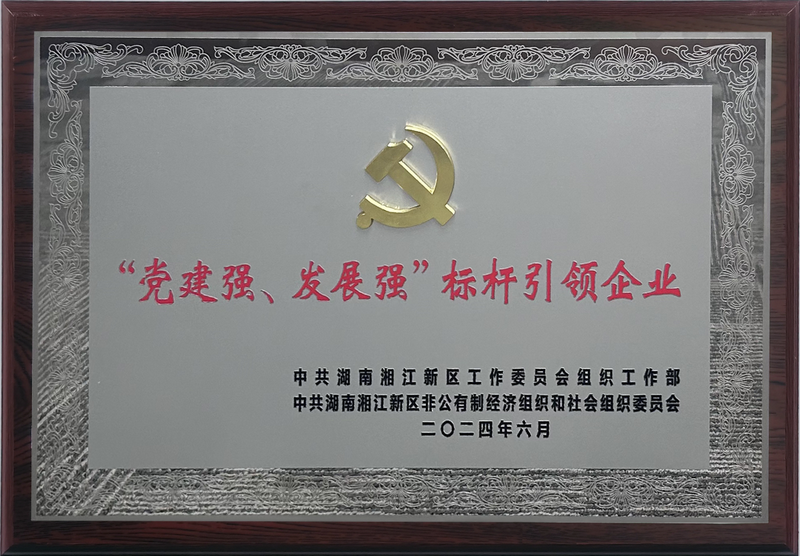 “党建强、发展强”标杆引领企业
中共湖南湘江新区工作委员会组织工作部
中共湖南湘江新区非公有制经济组织和社会组织委员会
二〇二四年六月